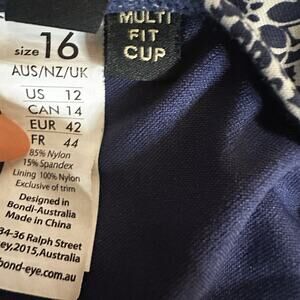 size 16
AUS/NZ/UK
US 12
CAN 14
EUR 42
FR 44
85% Nylon
15% Spandex
Lining 100% Nylon
Exclusive of trim
Designed in
Bondi-Australia
Made in China
34-36 Ralph Street
ey,2015,Australia
bond-eye.com.au
MULTI
FIT
CUP